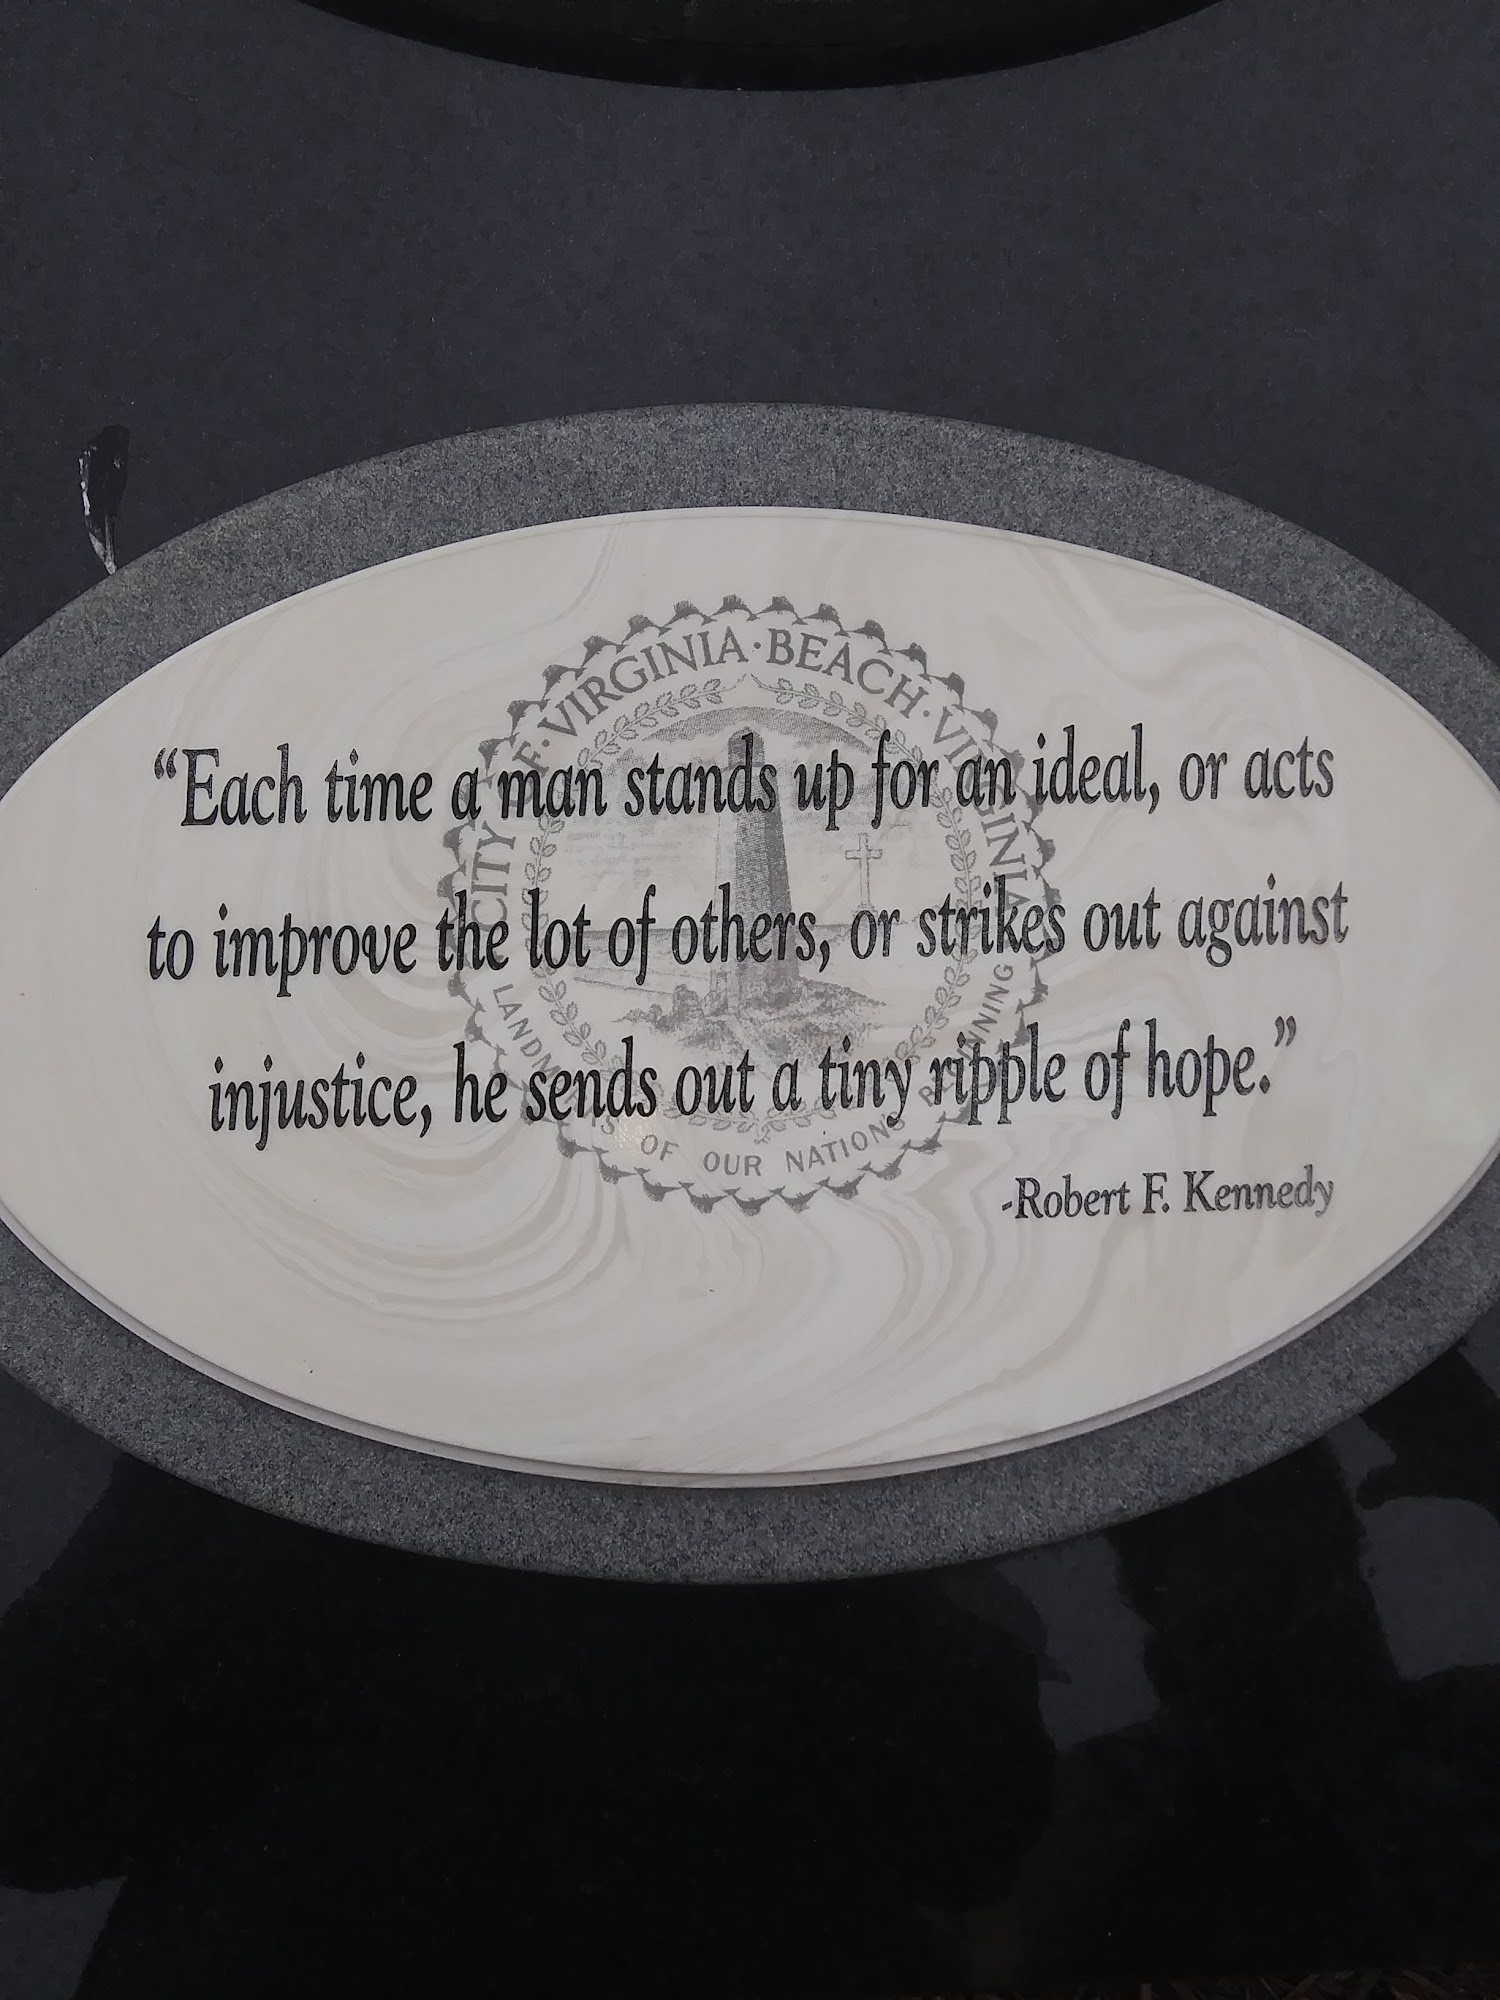 CITY OF · VIRGINIA · BEACH · VIRGINIA
“Each time a man stands up for an ideal, or acts
to improve the lot of others, or strikes out against
injustice, he sends out a tiny ripple of hope.”
-Robert F. Kennedy
OF OUR NATION'S